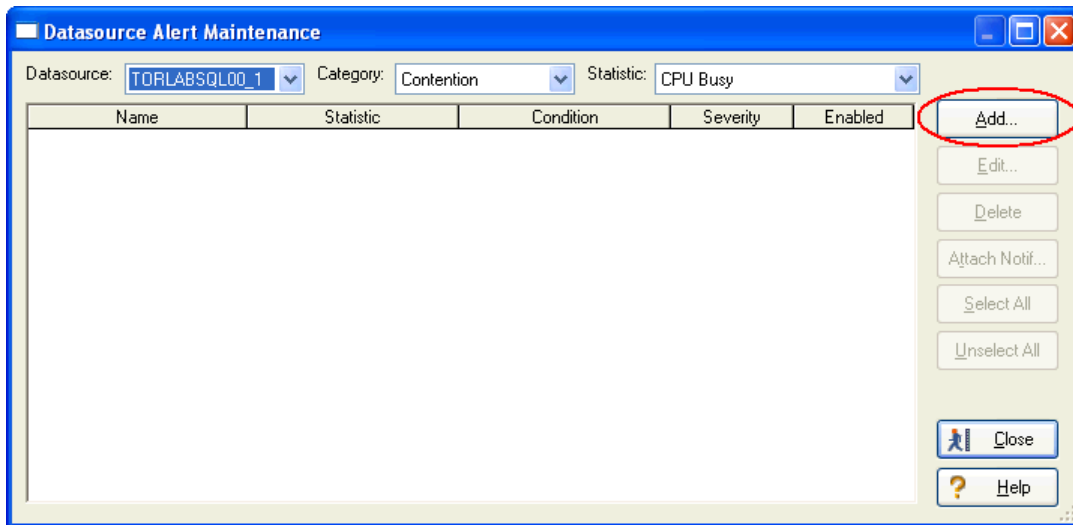 Datasource Alert Maintenance
Datasource: TORLABSQL00_1 Category: Contention Statistic: CPU Busy
Name Statistic Condition Severity Enabled
Add...
Edit...
Delete
Attach Notif...
Select All
Unselect All
Close
? Help